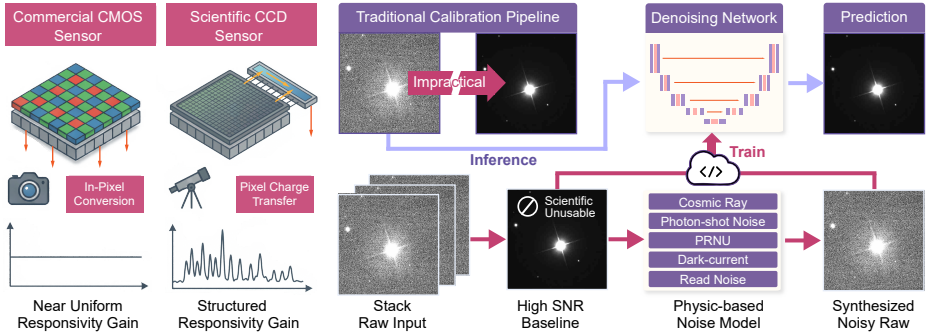 Commercial CMOS
Sensor
Scientific CCD
Sensor
In-Pixel
Conversion
Pixel Charge
Transfer
Near Uniform
Responsivity Gain
Structured
Responsivity Gain
Traditional Calibration Pipeline
Denoising Network
Prediction
Impractical
Inference
Train
</>
Scientific
Unusable
Cosmic Ray
Photon-shot Noise
PRNU
Dark-current
Read Noise
Stack
Raw Input
High SNR
Baseline
Physic-based
Noise Model
Synthesized
Noisy Raw